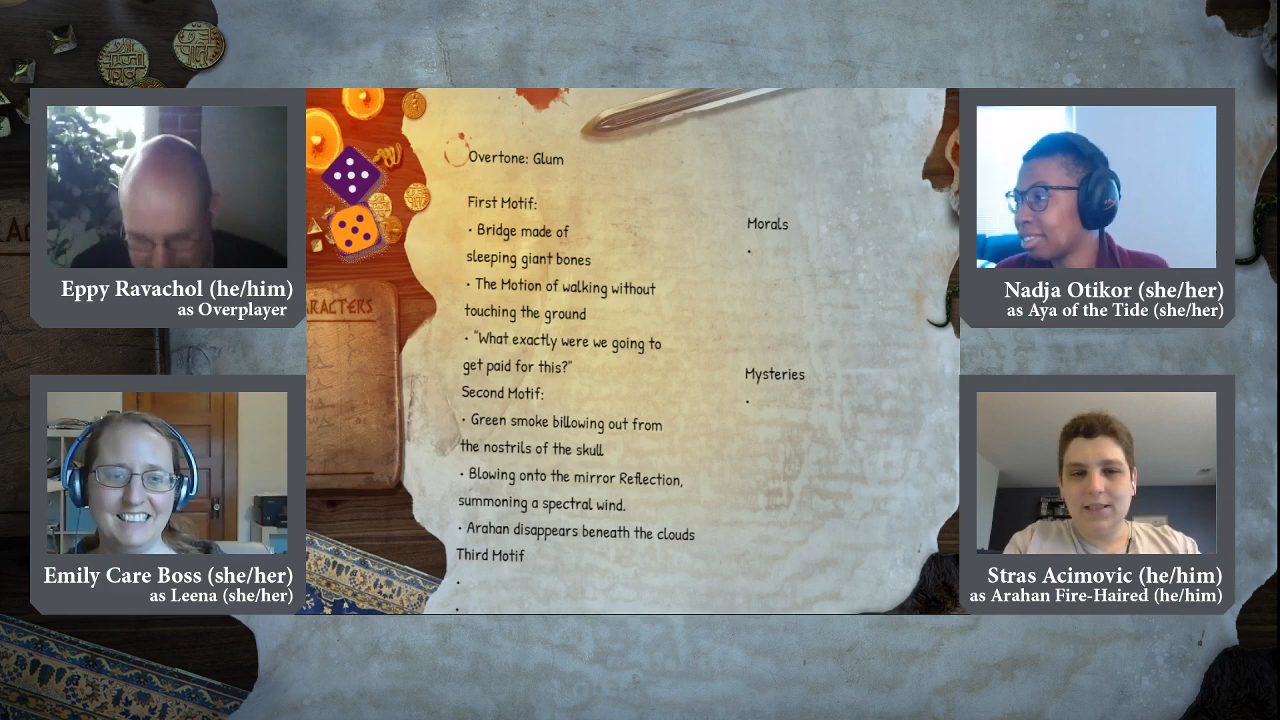 Eppy Ravachol (he/him)
as Overplayer
Emily Care Boss (she/her)
as Leena (she/her)
Overtone: Glum
First Motif:
• Bridge made of
sleeping giant bones
• The Motion of walking without
touching the ground
• "What exactly were we going to
get paid for this?"
Second Motif:
• Green smoke billowing out from
the nostrils of the skull
• Blowing onto the mirror Reflection,
summoning a spectral wind.
• Arahan disappears beneath the clouds
Third Motif
•
•
Morals
•
Mysteries
•
Nadja Otikor (she/her)
as Aya of the Tide (she/her)
Stras Acimovic (he/him)
as Arahan Fire-Haired (he/him)